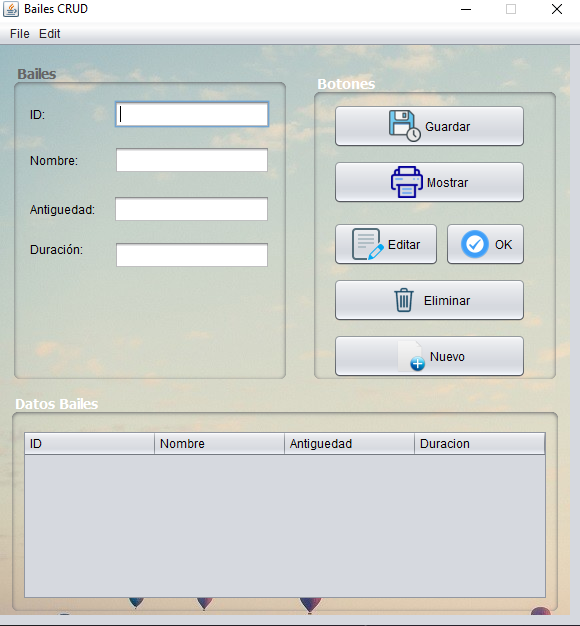 Bailes CRUD
File Edit
Bailes
ID:
Nombre:
Antiguedad:
Duración:
Botones
Guardar
Mostrar
Editar OK
Eliminar
Nuevo
Datos Bailes
ID Nombre Antiguedad Duracion